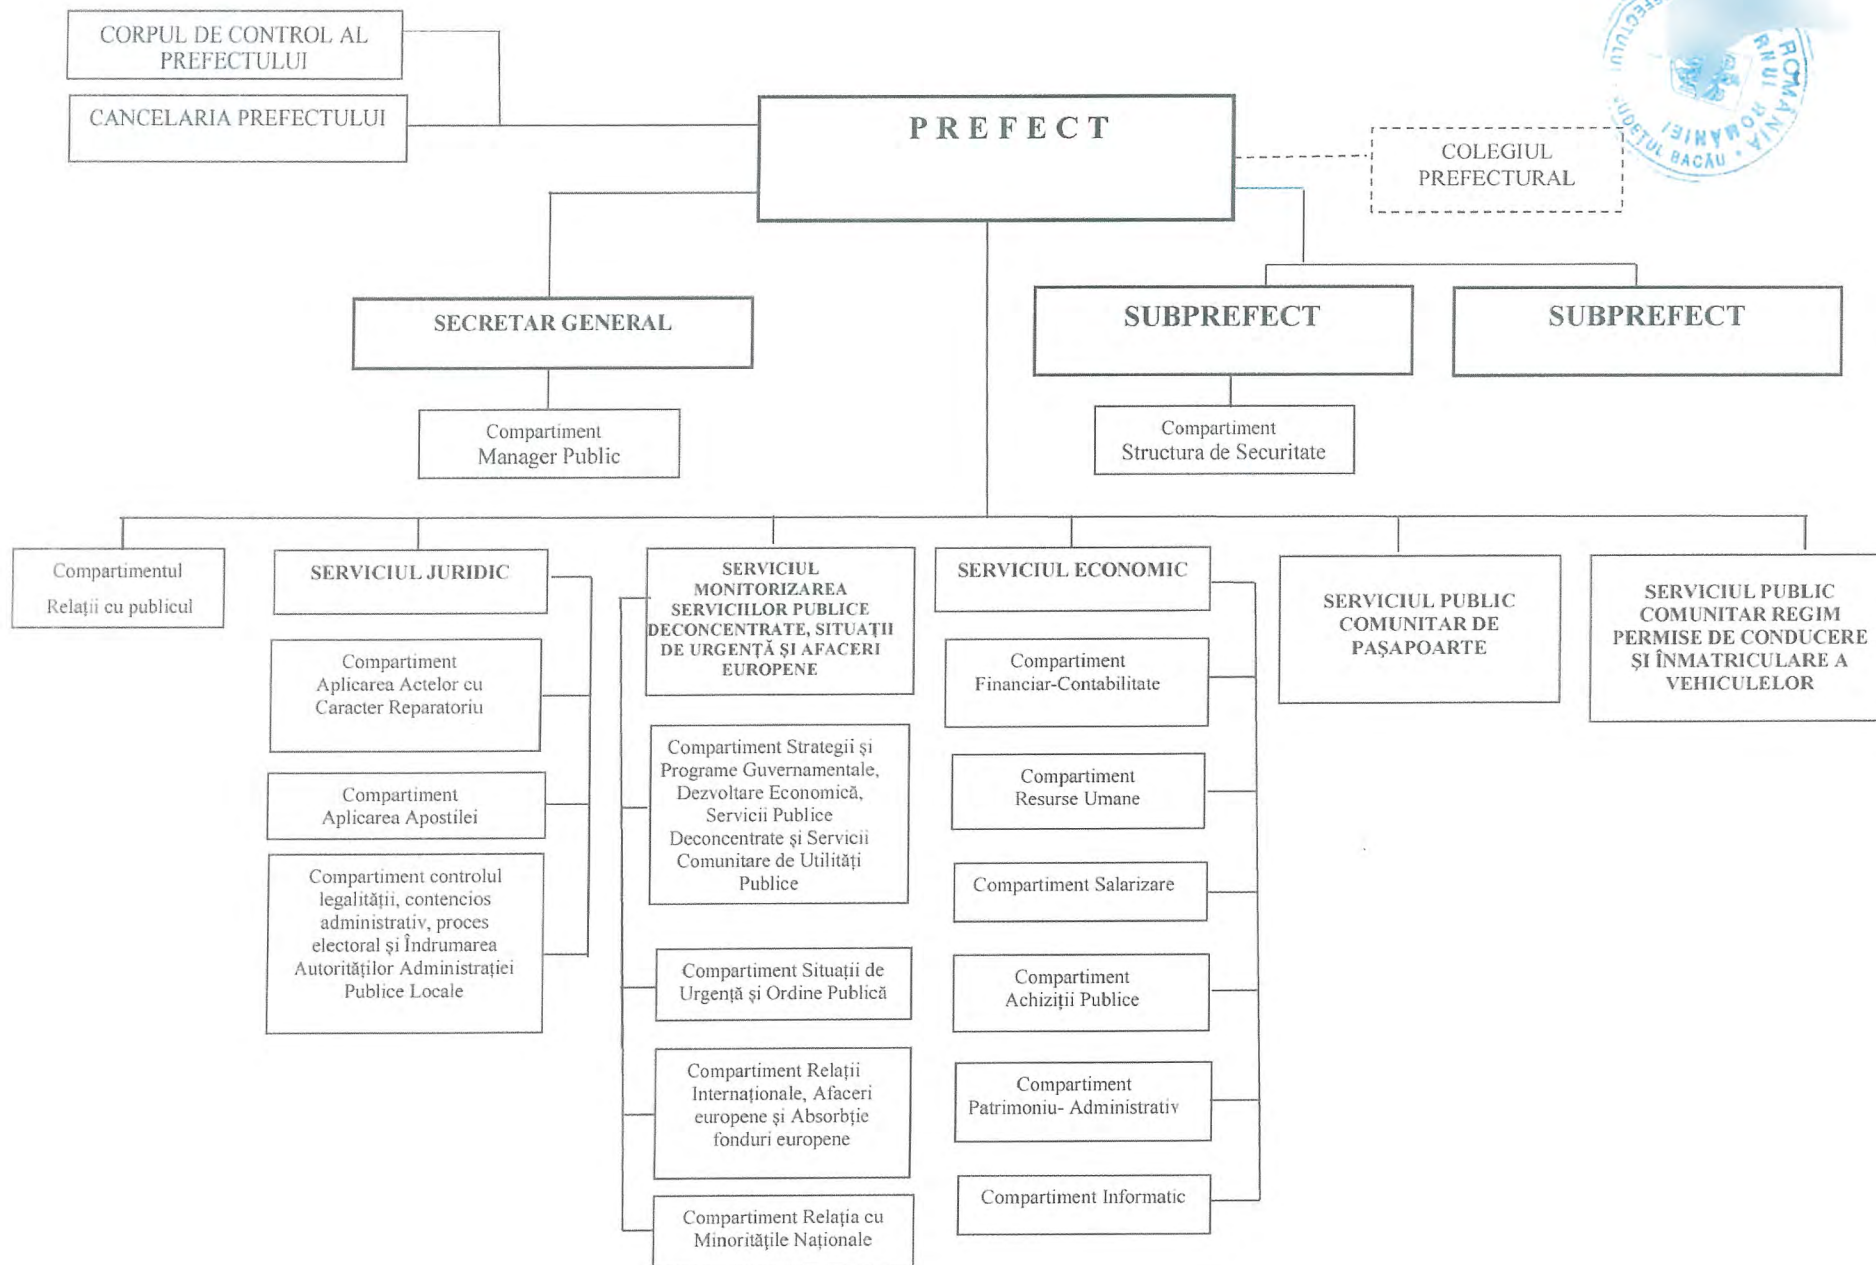 CORPUL DE CONTROL AL
PREFECTULUI
CANCELARIA PREFECTULUI
PREFECT
COLEGIUL
PREFECTURAL
ROMÂNIA
ROMÂNIEI
JUDEȚUL BACĂU
SECRETAR GENERAL
SUBPREFECT
SUBPREFECT
Compartiment
Manager Public
Compartiment
Structura de Securitate
Compartimentul
Relații cu publicul
SERVICIUL JURIDIC
Compartiment
Aplicarea Actelor cu
Caracter Reparatoriu
Compartiment
Aplicarea Apostilei
Compartiment controlul
legalității, contencios
administrativ, proces
electoral și Îndrumarea
Autorităților Administrației
Publice Locale
SERVICIUL
MONITORIZAREA
SERVICIILOR PUBLICE
DECONCENTRATE, SITUAȚII
DE URGENȚĂ ȘI AFACERI
EUROPENE
Compartiment Strategii și
Programe Guvernamentale,
Dezvoltare Economică,
Servicii Publice
Deconcentrate și Servicii
Comunitare de Utilități
Publice
Compartiment Situații de
Urgență și Ordine Publică
Compartiment Relații
Internaționale, Afaceri
europene și Absorbție
fonduri europene
Compartiment Relația cu
Minoritățile Naționale
SERVICIUL ECONOMIC
Compartiment
Financiar-Contabilitate
Compartiment
Resurse Umane
Compartiment Salarizare
Compartiment
Achiziții Publice
Compartiment
Patrimoniu- Administrativ
Compartiment Informatic
SERVICIUL PUBLIC
COMUNITAR DE
PAȘAPOARTE
SERVICIUL PUBLIC
COMUNITAR REGIM
PERMISE DE CONDUCERE
ȘI ÎNMATRICULARE A
VEHICULELOR